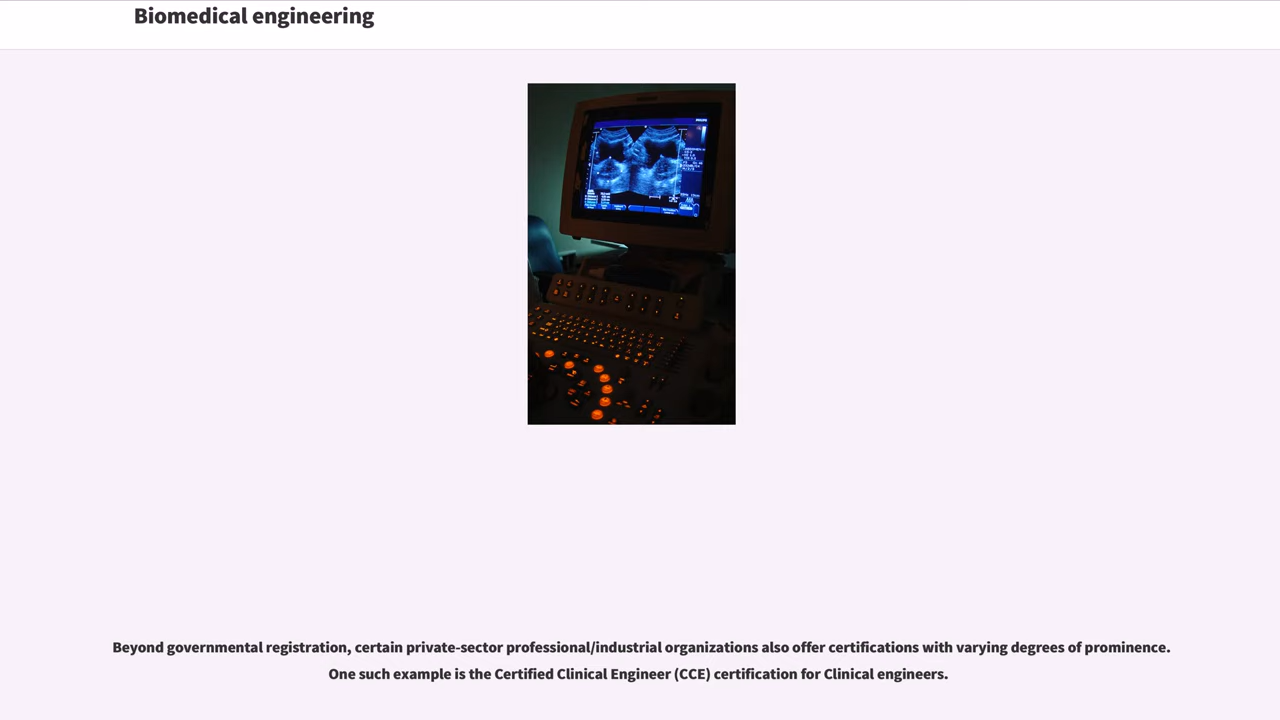 Biomedical engineering
Beyond governmental registration, certain private-sector professional/industrial organizations also offer certifications with varying degrees of prominence.
One such example is the Certified Clinical Engineer (CCE) certification for Clinical engineers.